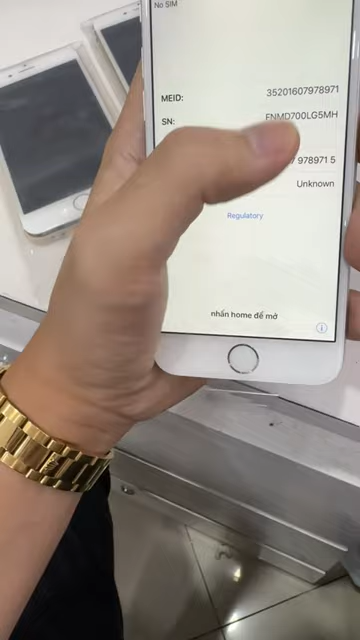 No SIM
MEID: 35201607978971
SN: FNMD700LG5MH
7 978971 5
Unknown
Regulatory
nhấn home để mở